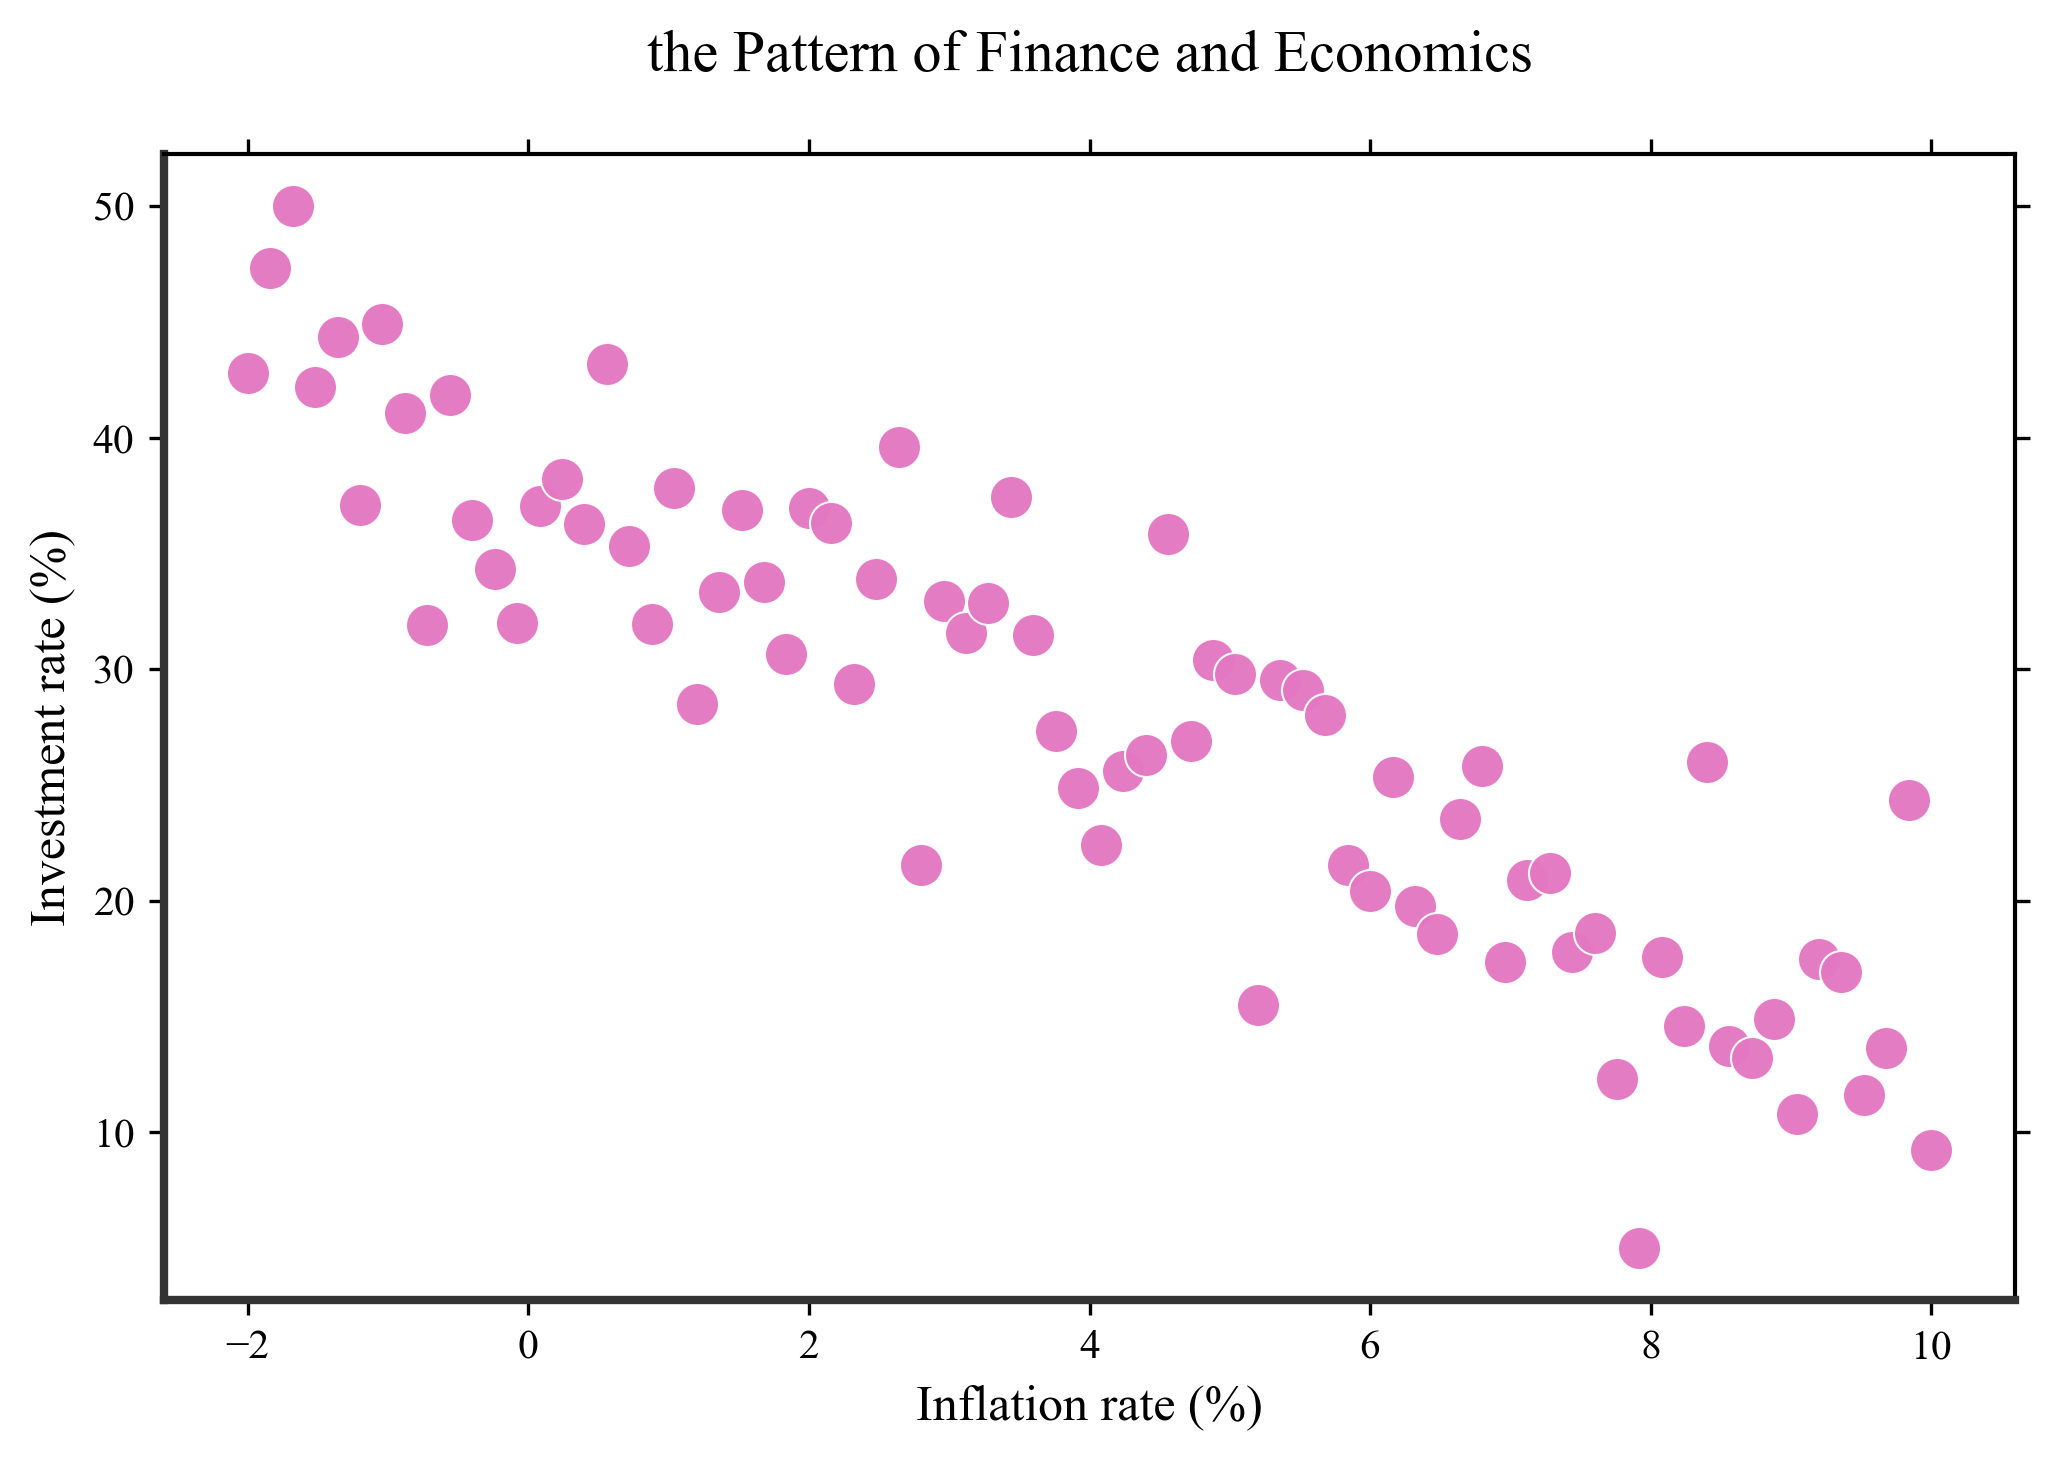 the Pattern of Finance and Economics
50
40
30
20
10
Investment rate (%)
−2 0 2 4 6 8 10
Inflation rate (%)